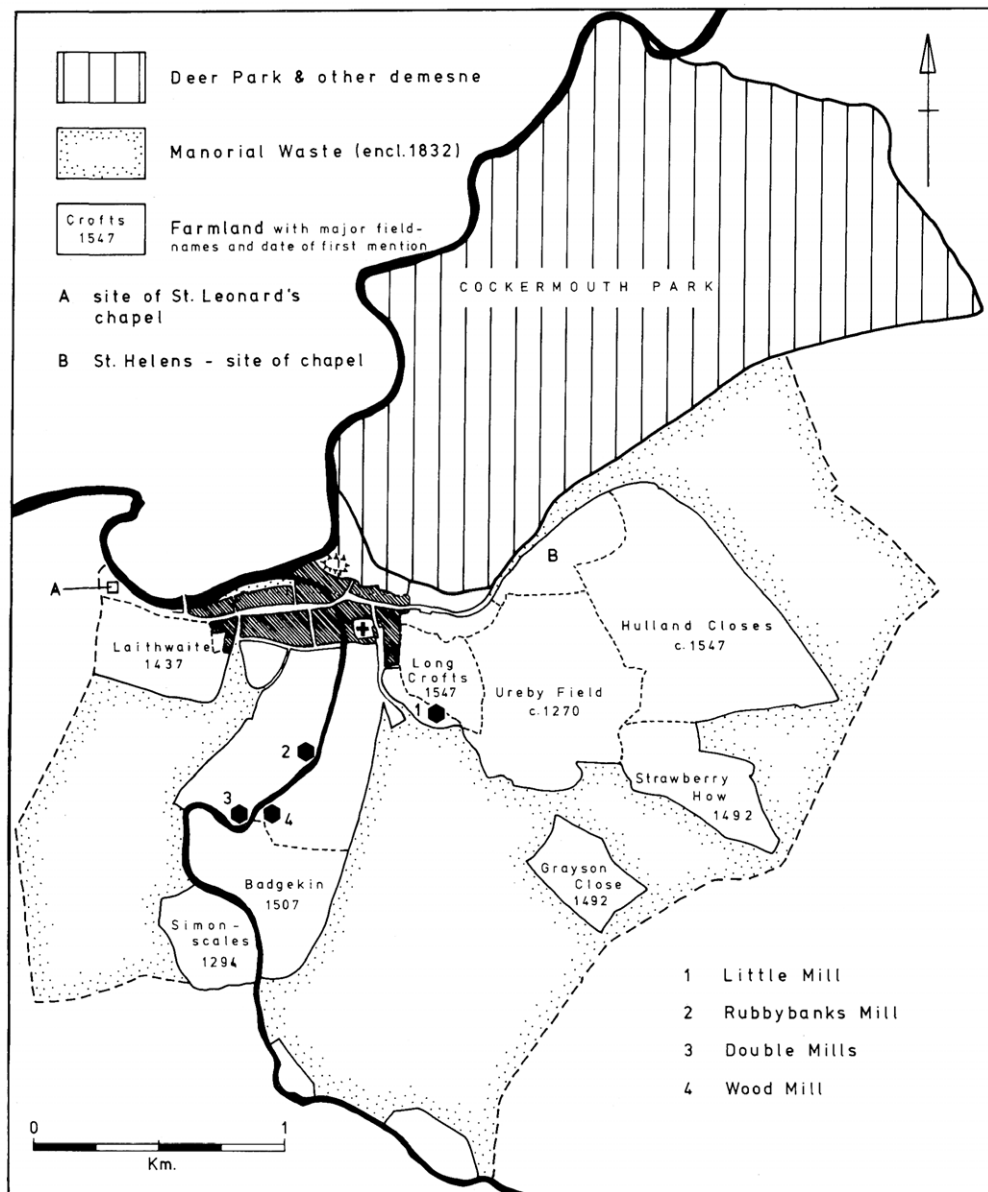 Deer Park & other demesne
Manorial Waste (encl.1832)
Crofts
1547
Farmland with major field-
names and date of first mention
A site of St. Leonard's
chapel
B St. Helens - site of chapel
COCKERMOUTH PARK
B
A
Laithwaite
1437
Hulland Closes
c.1547
Long
Crofts
1547
Ureby Field
c.1270
1
2
Strawberry
How
1492
3
4
Grayson
Close
1492
Badgekin
1507
Simon-
scales
1294
1 Little Mill
2 Rubbybanks Mill
3 Double Mills
4 Wood Mill
0 1
Km.